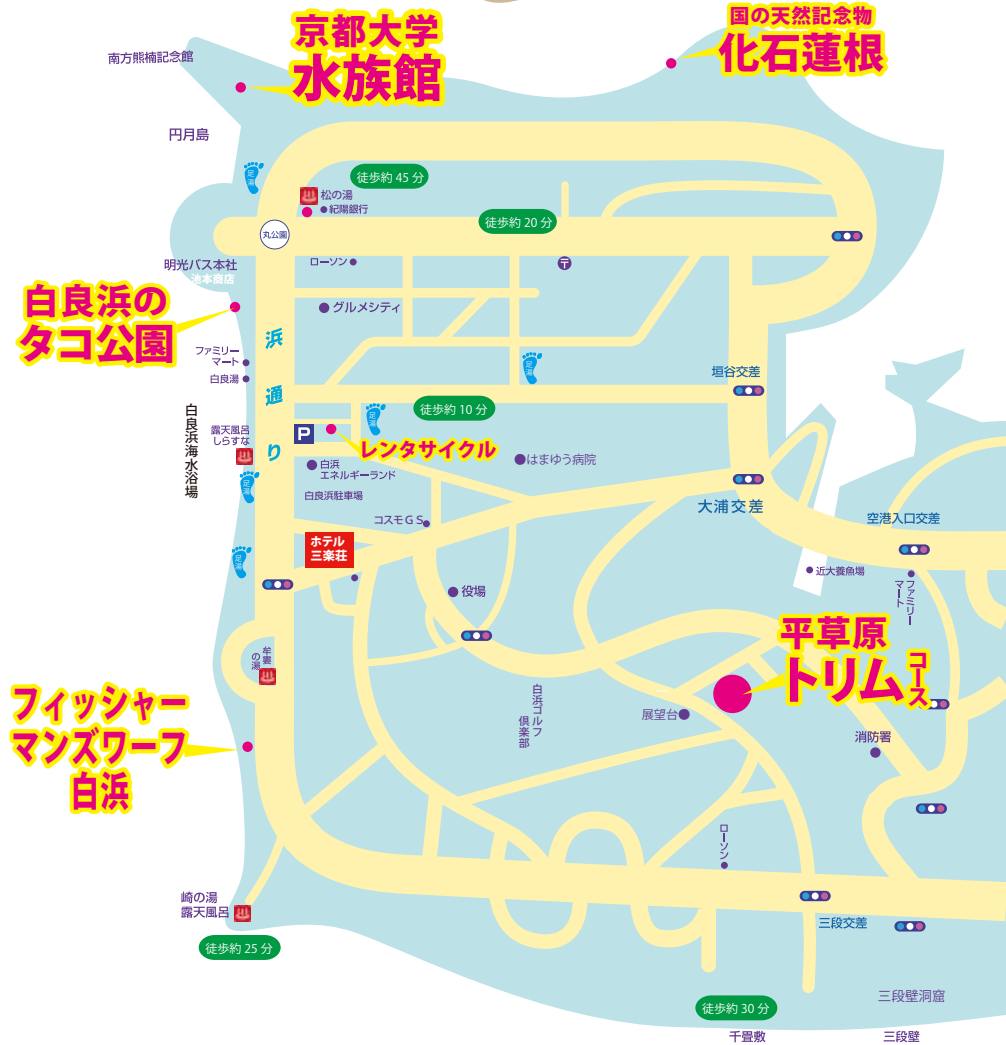 京都大学
水族館
国の天然記念物
化石蓮根
南方熊楠記念館
円月島
足湯
徒歩約 45 分
松の湯
紀陽銀行
徒歩約 20 分
丸公園
明光バス本社
池本商店
ローソン
〒
白良浜の
タコ公園
グルメシティ
浜通り
ファミリー
マート
白良湯
足湯
垣谷交差
徒歩約 10 分
足湯
白良浜海水浴場
露天風呂
しらすな
P
レンタサイクル
白浜
エネルギーランド
はまゆう病院
足湯
白良浜駐車場
大浦交差
コスモGS
空港入口交差
ホテル
三楽荘
足湯
近大養魚場
ファミリー
マート
役場
平草原
トリム
コース
牟婁
の湯
フィッシャー
マンズワーフ
白浜
白浜ゴルフ
倶楽部
展望台
消防署
ローソン
崎の湯
露天風呂
三段交差
徒歩約 25 分
三段壁洞窟
徒歩約 30 分
千畳敷
三段壁